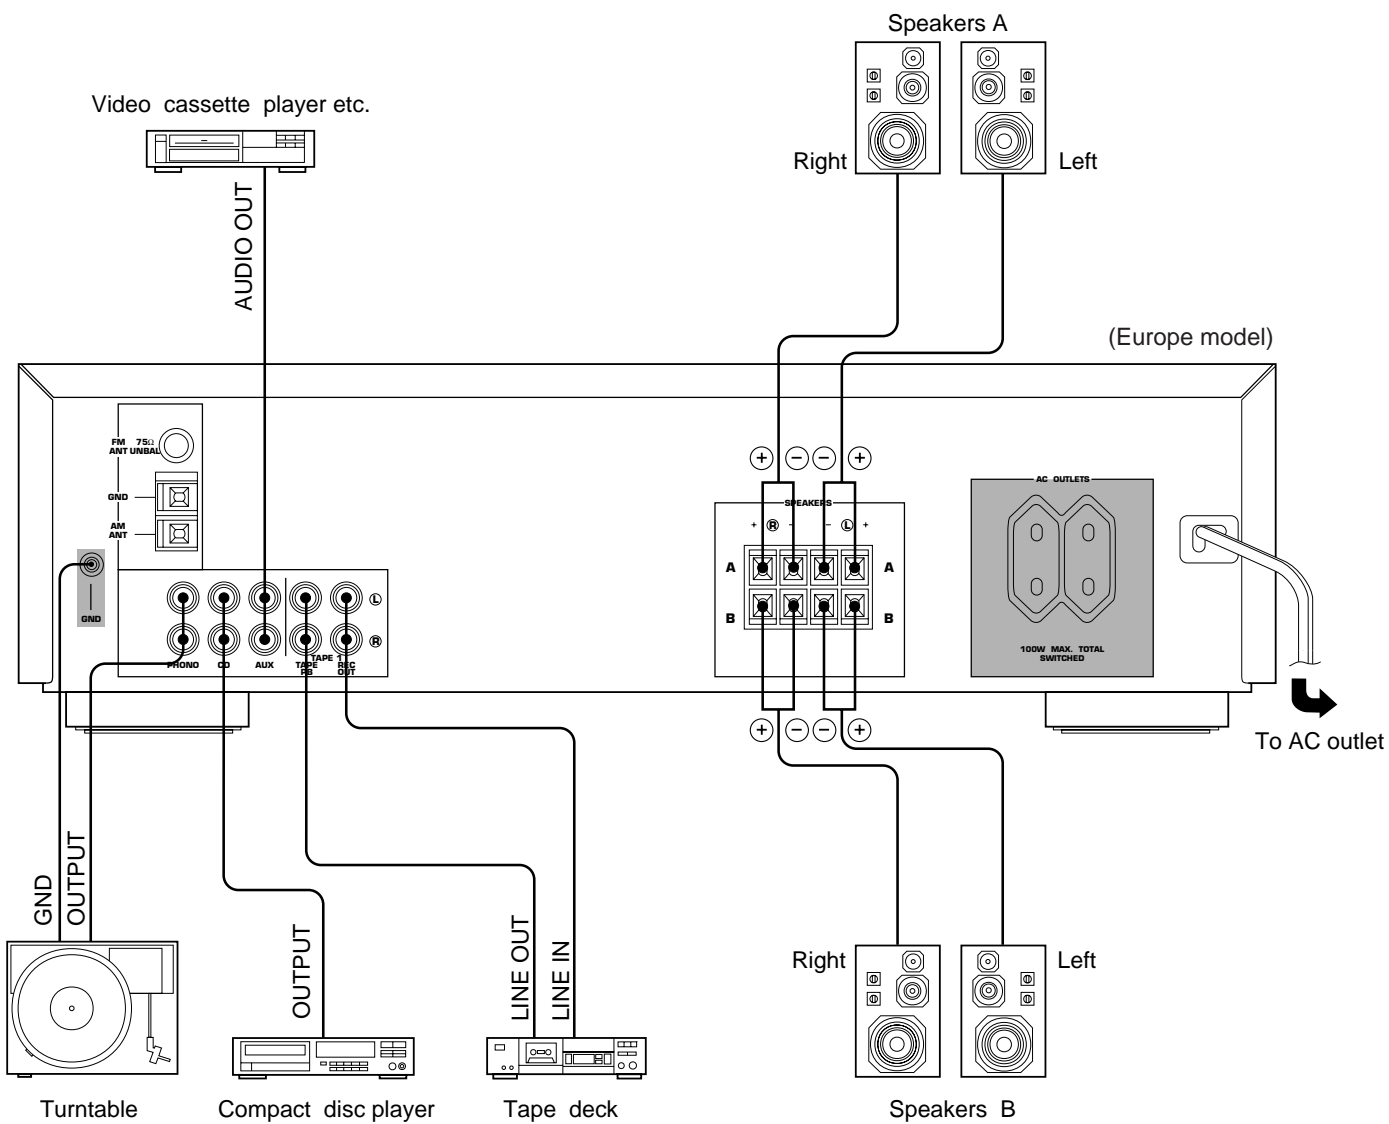 Speakers A
Video cassette player etc.
Right
Left
AUDIO OUT
(Europe model)
FM 75Ω
ANT UNBAL.
GND
AM
ANT
GND
L
R
PHONO
CD
AUX
TAPE 1
TAPE
PB
REC
OUT
SPEAKERS
+ R -
- L +
A
A
B
B
+ - - +
+ - - +
AC OUTLETS
100W MAX. TOTAL
SWITCHED
To AC outlet
GND
OUTPUT
OUTPUT
LINE OUT
LINE IN
Right
Left
Turntable
Compact disc player
Tape deck
Speakers B